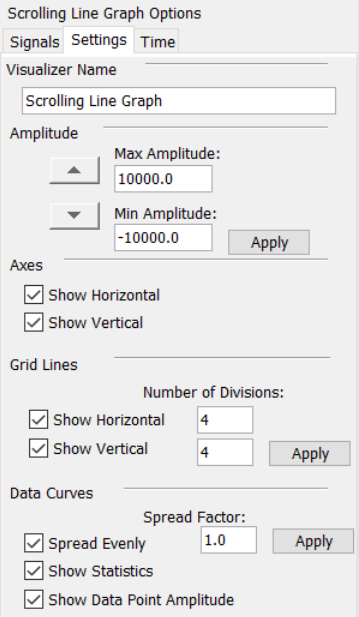 Scrolling Line Graph Options
Signals Settings Time
Visualizer Name
Scrolling Line Graph
Amplitude
Max Amplitude:
10000.0
Min Amplitude:
-10000.0 Apply
Axes
Show Horizontal
Show Vertical
Grid Lines
Number of Divisions:
Show Horizontal 4
Show Vertical 4 Apply
Data Curves
Spread Factor:
Spread Evenly 1.0 Apply
Show Statistics
Show Data Point Amplitude